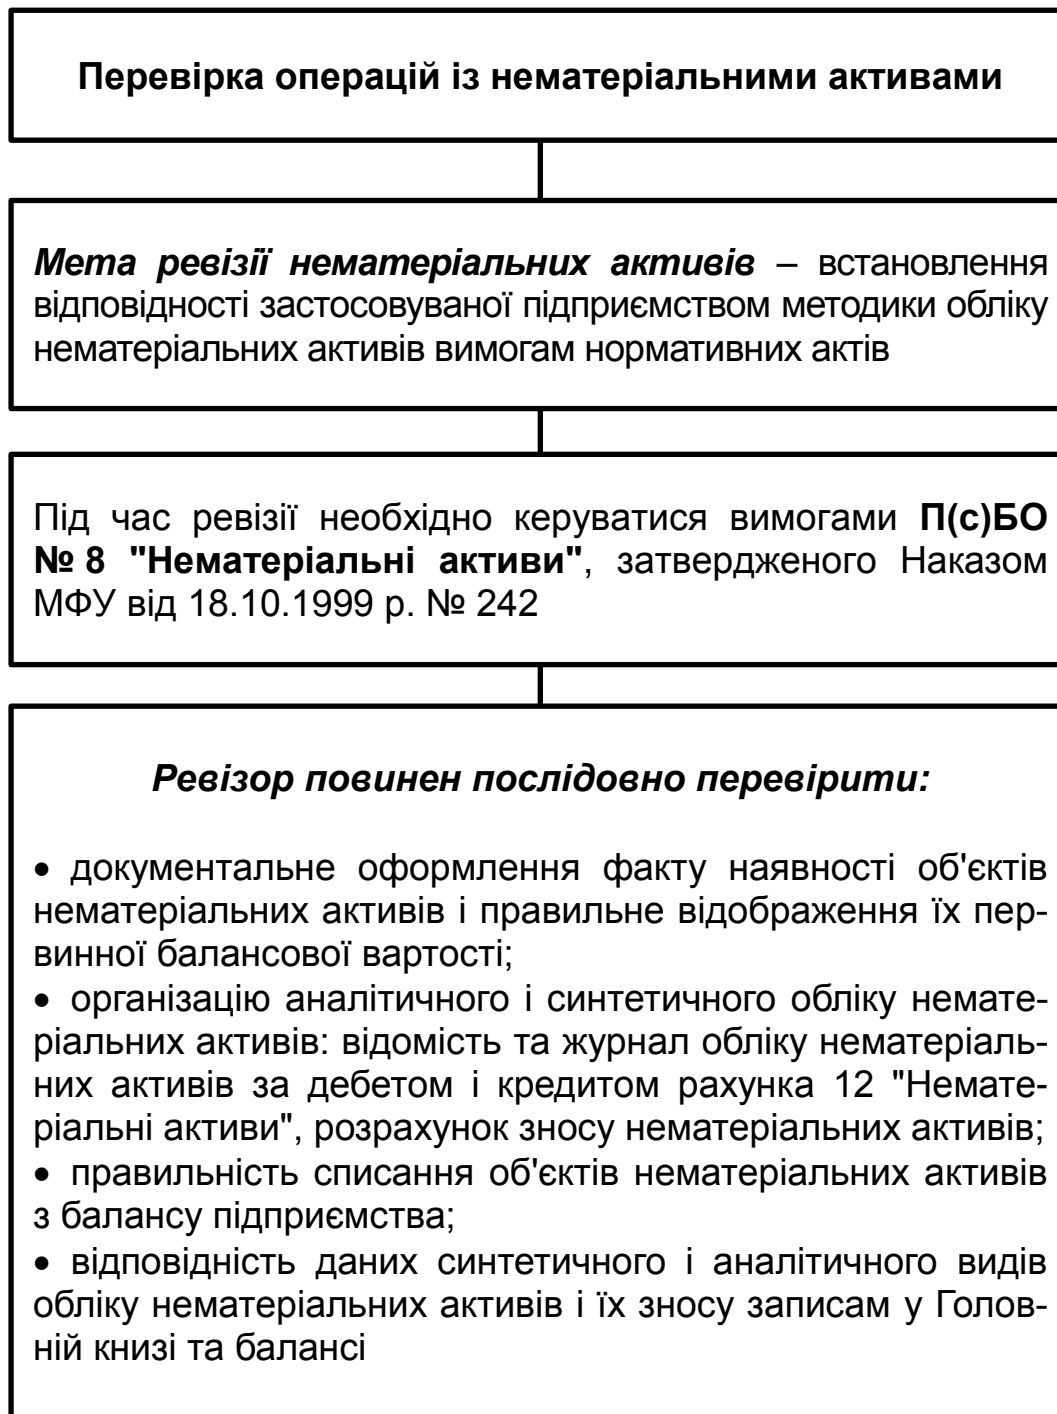 Перевірка операцій із нематеріальними активами
Мета ревізії нематеріальних активів – встановлення
відповідності застосовуваної підприємством методики обліку
нематеріальних активів вимогам нормативних актів
Під час ревізії необхідно керуватися вимогами П(с)БО
№ 8 "Нематеріальні активи", затвердженого Наказом
МФУ від 18.10.1999 р. № 242
Ревізор повинен послідовно перевірити:
• документальне оформлення факту наявності об'єктів
нематеріальних активів і правильне відображення їх пер-
винної балансової вартості;
• організацію аналітичного і синтетичного обліку немате-
ріальних активів: відомість та журнал обліку нематеріаль-
них активів за дебетом і кредитом рахунка 12 "Немате-
ріальні активи", розрахунок зносу нематеріальних активів;
• правильність списання об'єктів нематеріальних активів
з балансу підприємства;
• відповідність даних синтетичного і аналітичного видів
обліку нематеріальних активів і їх зносу записам у Голов-
ній книзі та балансі